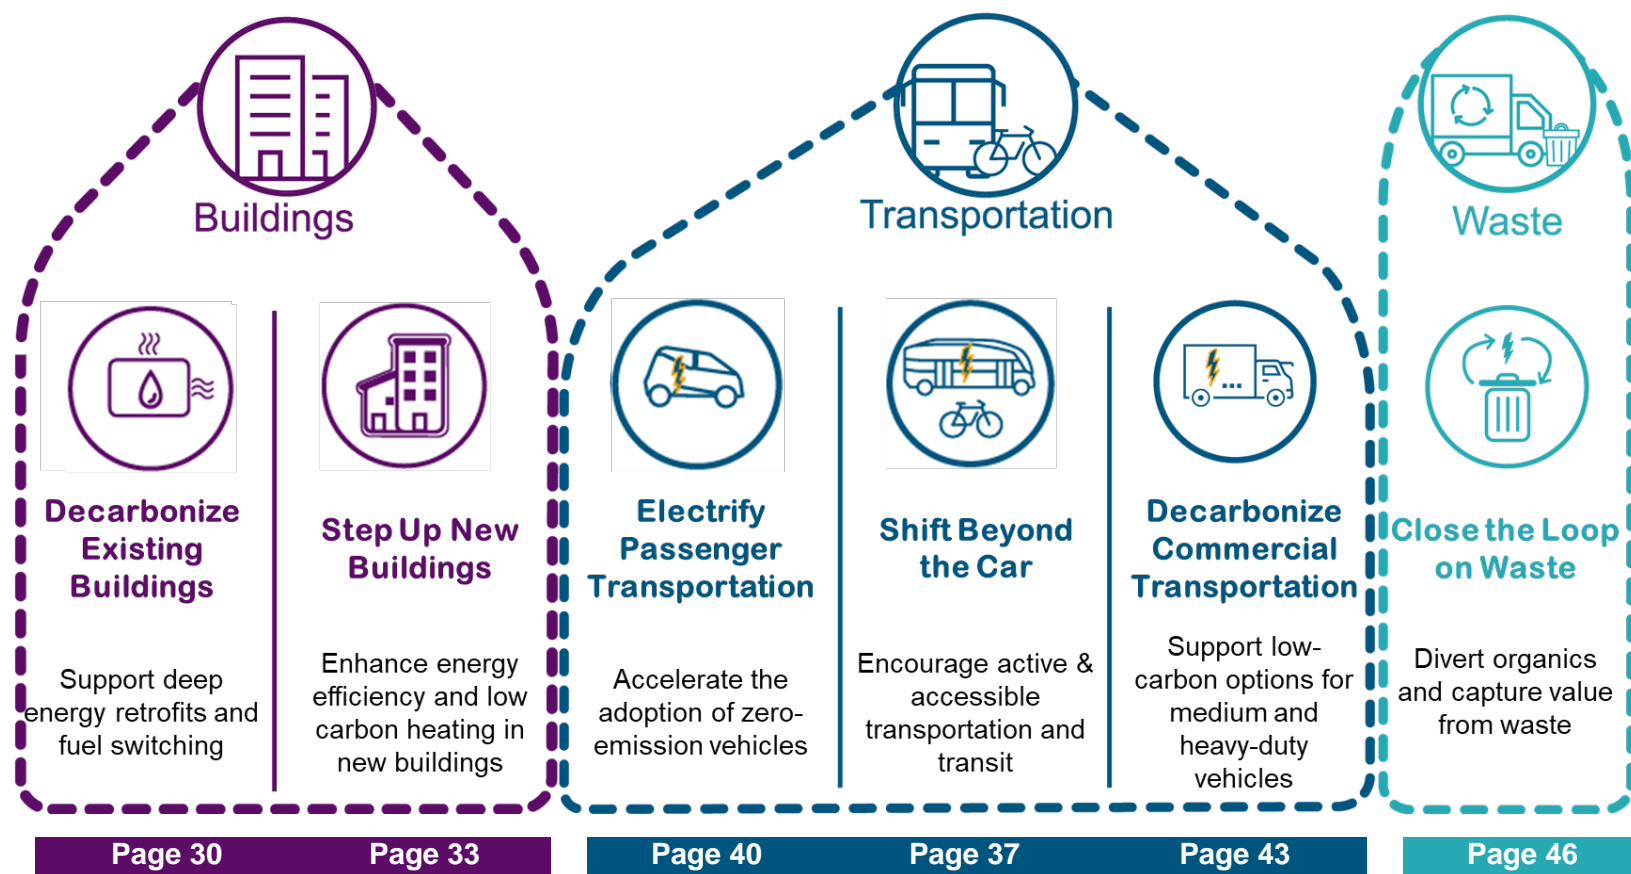 Buildings
Transportation
Waste
Decarbonize
Existing
Buildings
Support deep
energy retrofits and
fuel switching
Step Up New
Buildings
Enhance energy
efficiency and low
carbon heating in
new buildings
Electrify
Passenger
Transportation
Accelerate the
adoption of zero-
emission vehicles
Shift Beyond
the Car
Encourage active &
accessible
transportation and
transit
Decarbonize
Commercial
Transportation
Support low-
carbon options for
medium and
heavy-duty
vehicles
Close the Loop
on Waste
Divert organics
and capture value
from waste
Page 30
Page 33
Page 40
Page 37
Page 43
Page 46